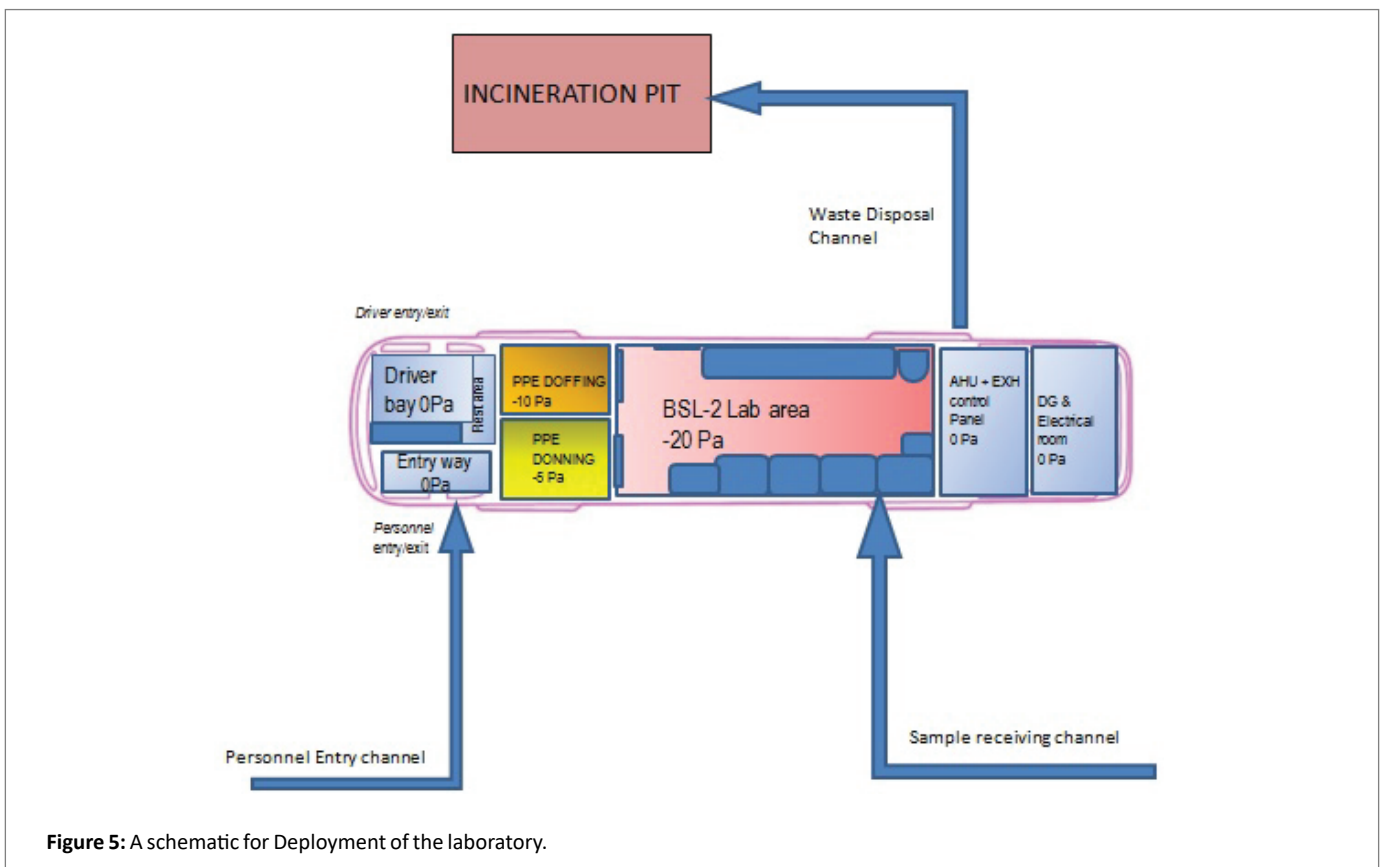 INCINERATION PIT
Waste Disposal
Channel
Driver entry/exit
Driver
bay 0Pa
Rest area
PPE DOFFING
-10 Pa
BSL-2 Lab area
-20 Pa
AHU + EXH
control
Panel
0 Pa
DG &
Electrical
room
0 Pa
PPE
DONNING
-5 Pa
Entry way
0Pa
Personnel
entry/exit
Personnel Entry channel
Sample receiving channel
Figure 5: A schematic for Deployment of the laboratory.